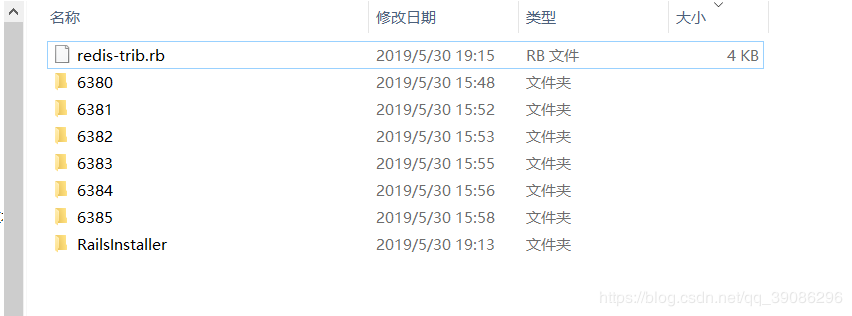 名称 修改日期 类型 大小
redis-trib.rb 2019/5/30 19:15 RB 文件 4 KB
6380 2019/5/30 15:48 文件夹
6381 2019/5/30 15:52 文件夹
6382 2019/5/30 15:53 文件夹
6383 2019/5/30 15:55 文件夹
6384 2019/5/30 15:56 文件夹
6385 2019/5/30 15:58 文件夹
RailsInstaller 2019/5/30 19:13 文件夹
https://blog.csdn.net/qq_39086296